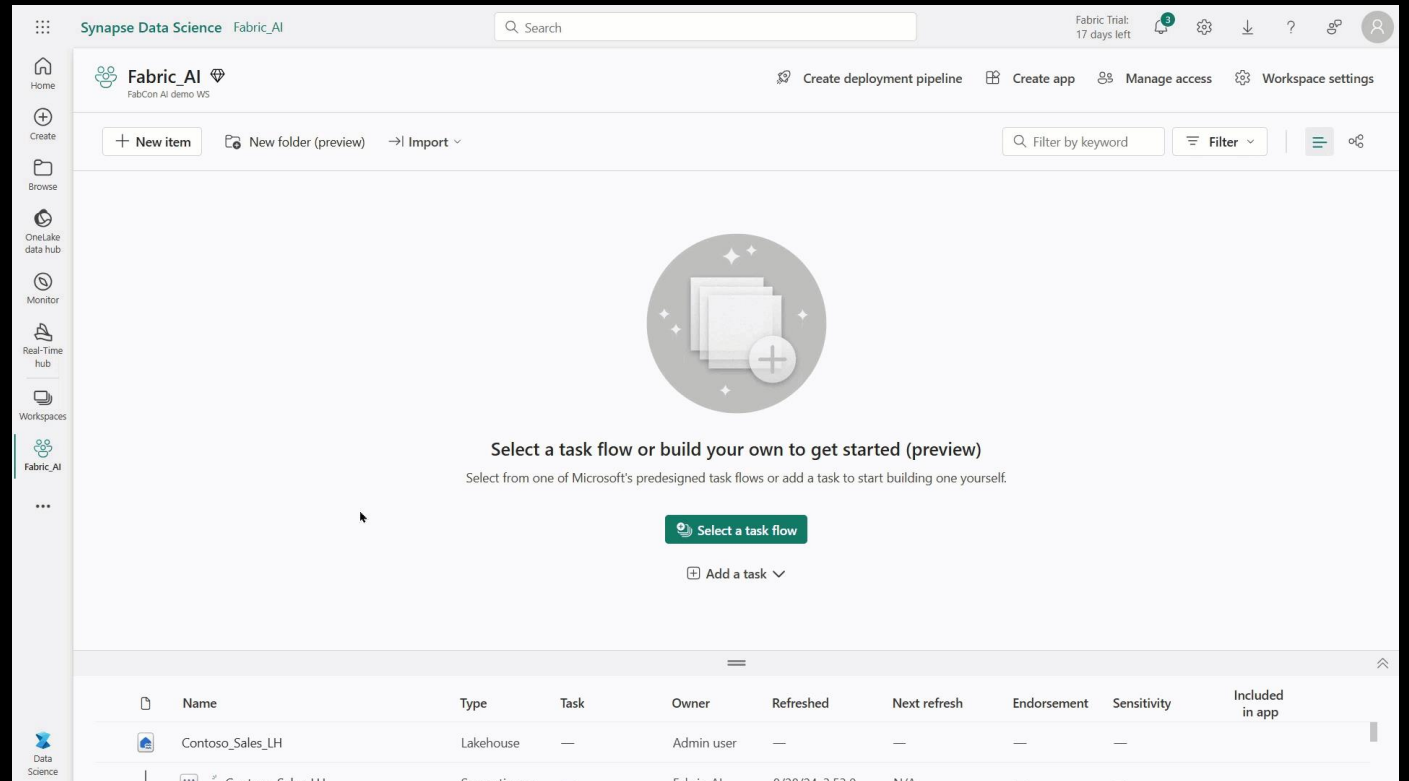 Synapse Data Science Fabric_AI
Search
Fabric Trial:
17 days left
3
?
Home
Create
Browse
OneLake
data hub
Monitor
Real-Time
hub
Workspaces
Fabric_AI
Data
Science
Fabric_AI
FabCon AI demo WS
Create deployment pipeline
Create app
Manage access
Workspace settings
New item
New folder (preview)
Import
Filter by keyword
Filter
Select a task flow or build your own to get started (preview)
Select from one of Microsoft's predesigned task flows or add a task to start building one yourself.
Select a task flow
Add a task
Name Type Task Owner Refreshed Next refresh Endorsement Sensitivity Included
in app
Contoso_Sales_LH Lakehouse — Admin user — — — —